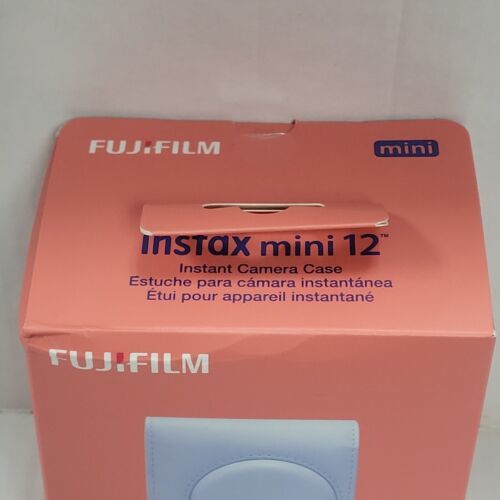 FUJIFILM
mini
instax mini 12™
Instant Camera Case
Estuche para cámara instantánea
Étui pour appareil instantané
FUJIFILM